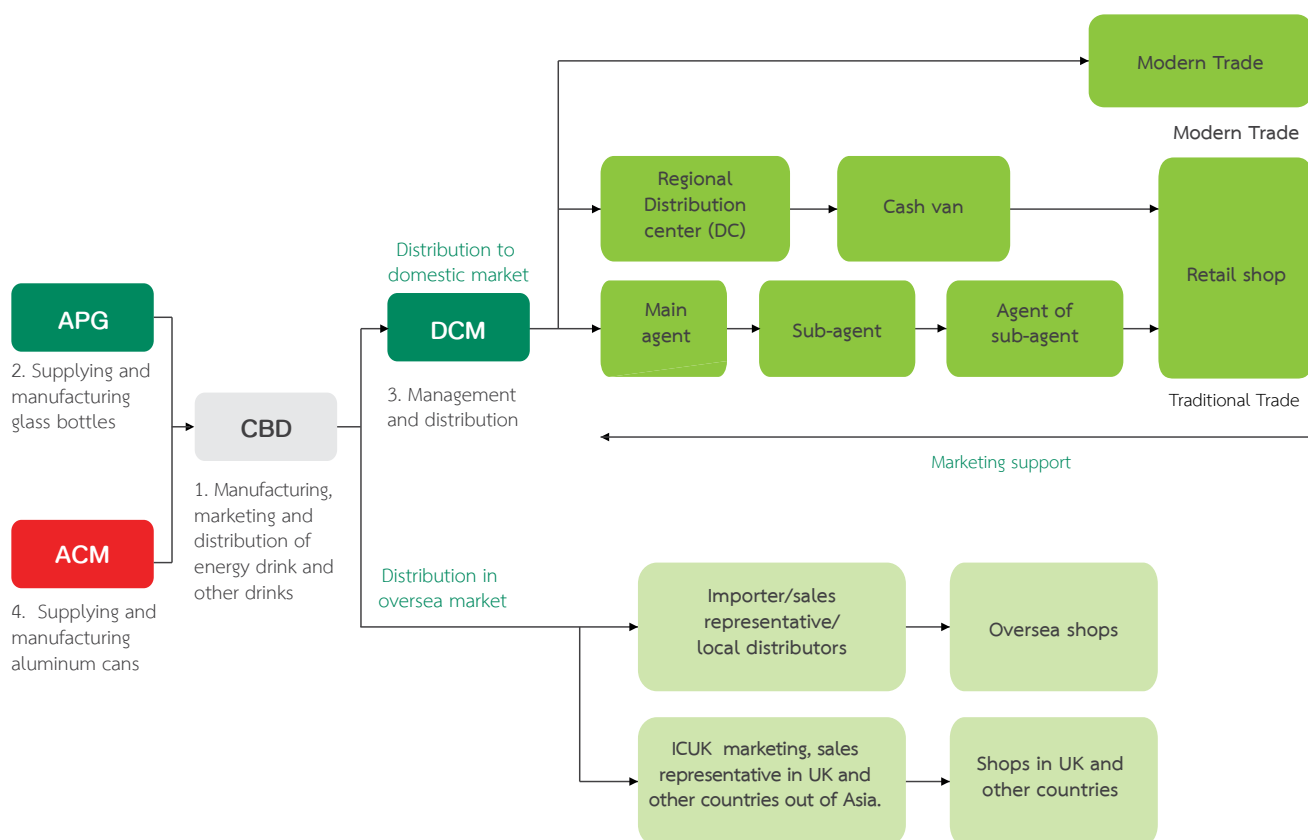 Modern Trade
Modern Trade
Regional
Distribution
center (DC)
Cash van
Retail shop
Distribution to
domestic market
APG
2. Supplying and
manufacturing
glass bottles
DCM
3. Management
and distribution
Main
agent
Sub-agent
Agent of
sub-agent
Traditional Trade
CBD
1. Manufacturing,
marketing and
distribution of
energy drink and
other drinks
Marketing support
ACM
4. Supplying and
manufacturing
aluminum cans
Distribution in
oversea market
Importer/sales
representative/
local distributors
Oversea shops
ICUK marketing, sales
representative in UK and
other countries out of Asia.
Shops in UK and
other countries